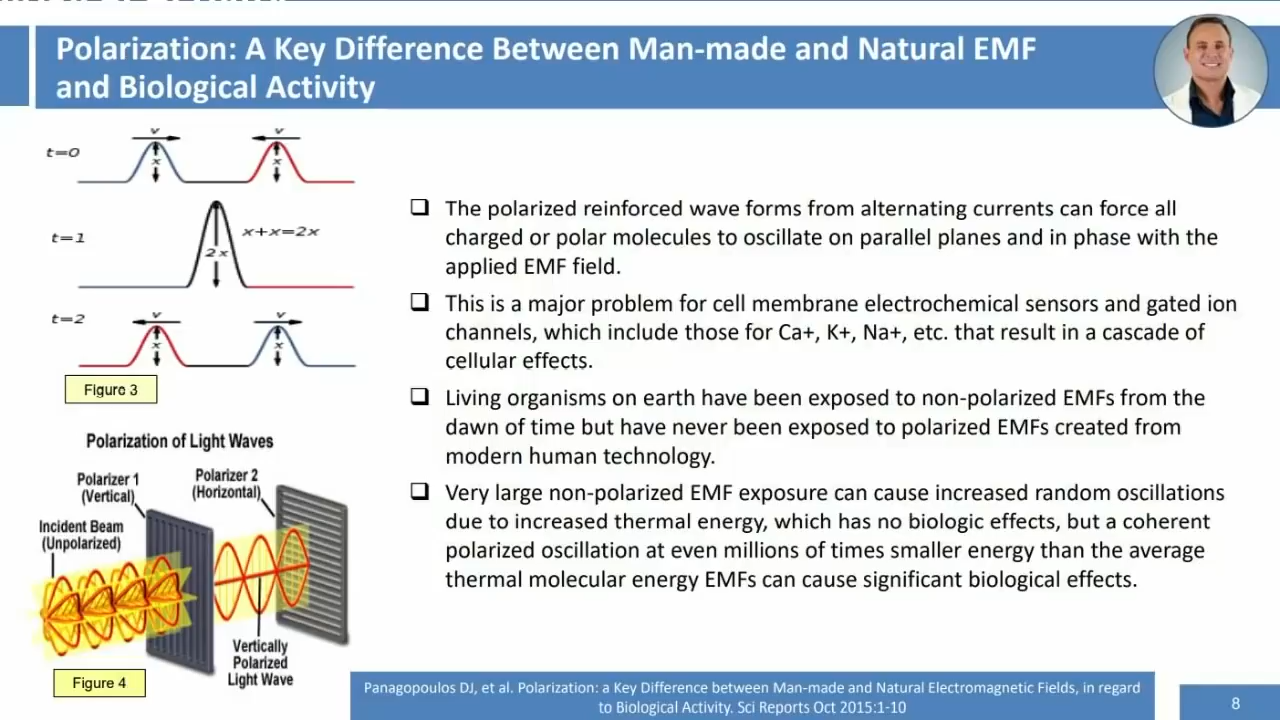 Polarization: A Key Difference Between Man-made and Natural EMF
and Biological Activity
t=0
v
v
x
x
t=1
x+x=2x
2x
t=2
v
v
x
x
Figure 3
The polarized reinforced wave forms from alternating currents can force all
charged or polar molecules to oscillate on parallel planes and in phase with the
applied EMF field.
This is a major problem for cell membrane electrochemical sensors and gated ion
channels, which include those for Ca+, K+, Na+, etc. that result in a cascade of
cellular effects.
Living organisms on earth have been exposed to non-polarized EMFs from the
dawn of time but have never been exposed to polarized EMFs created from
modern human technology.
Very large non-polarized EMF exposure can cause increased random oscillations
due to increased thermal energy, which has no biologic effects, but a coherent
polarized oscillation at even millions of times smaller energy than the average
thermal molecular energy EMFs can cause significant biological effects.
Polarization of Light Waves
Polarizer 1
(Vertical)
Polarizer 2
(Horizontal)
Incident Beam
(Unpolarized)
Vertically
Polarized
Light Wave
Figure 4
Panagopoulos DJ, et al. Polarization: a Key Difference between Man-made and Natural Electromagnetic Fields, in regard
to Biological Activity. Sci Reports Oct 2015:1-10
8